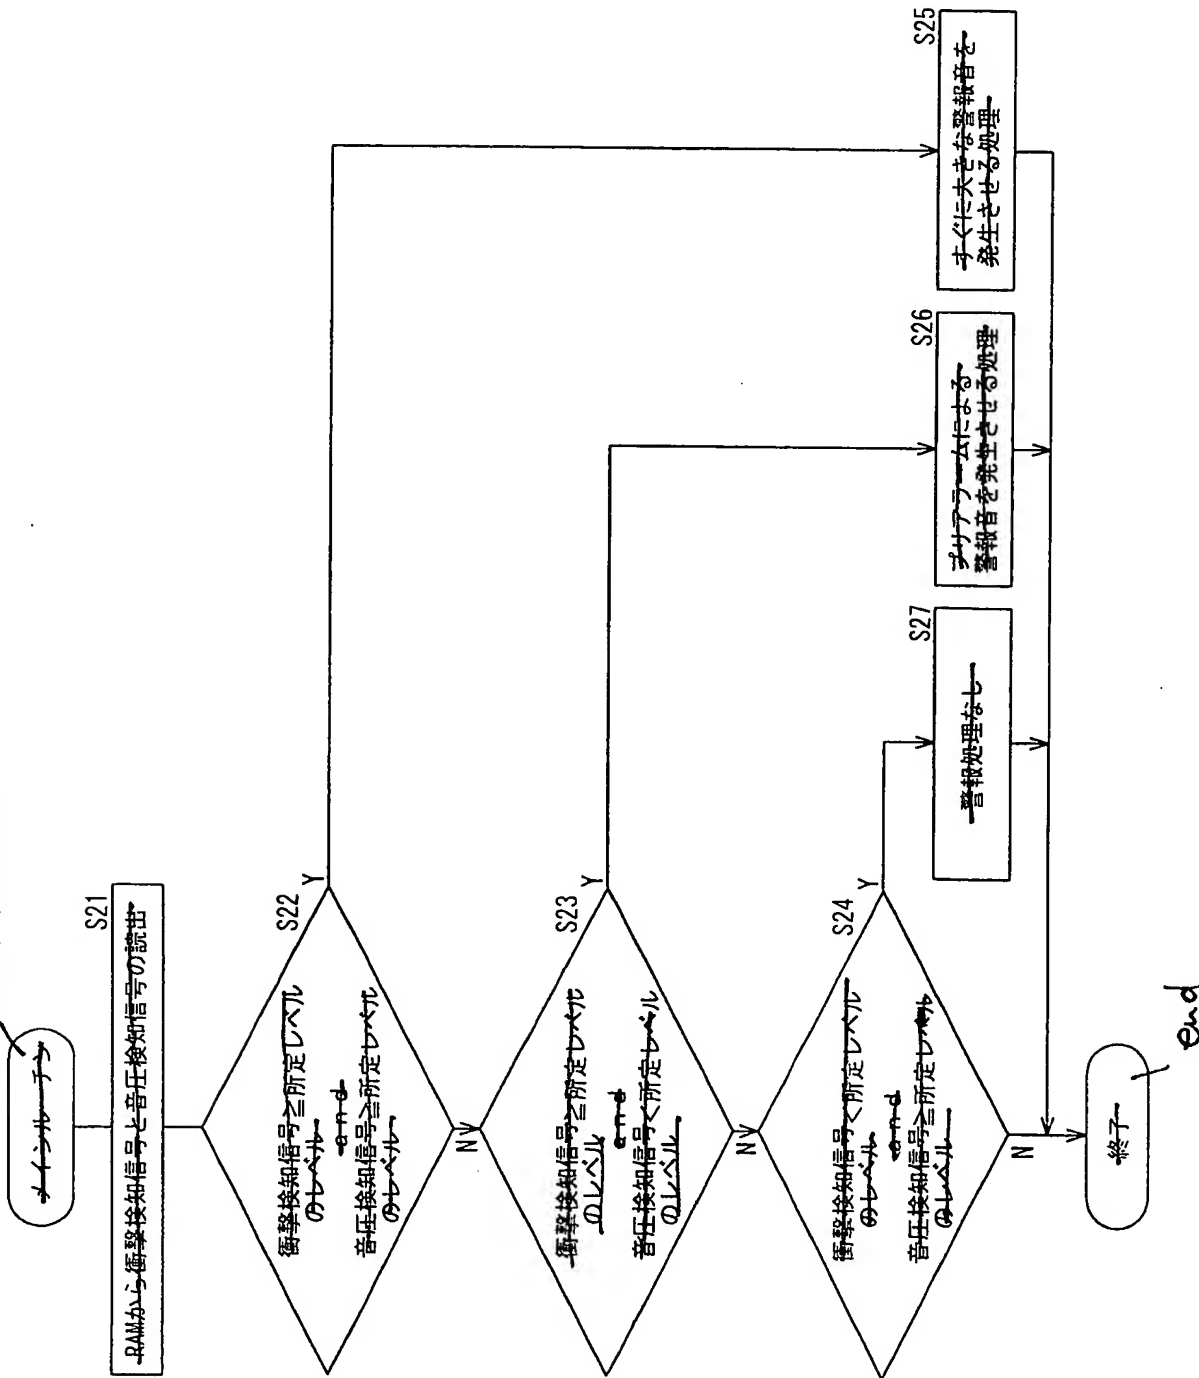 メインルーチン
S21
RAMから衝撃検知信号と音圧検知信号の読出
S22
衝撃検知信号≧所定レベル
のレベル
and
音圧検知信号≧所定レベル
のレベル
Y
N
S23
衝撃検知信号≧所定レベル
のレベル
and
音圧検知信号<所定レベル
のレベル
Y
N
S24
衝撃検知信号<所定レベル
のレベル
and
音圧検知信号≧所定レベル
のレベル
Y
N
S25
すぐに大きな警報音を
発生させる処理
S26
プリアラームによる
警報音を発生させる処理
S27
警報処理なし
終了
end